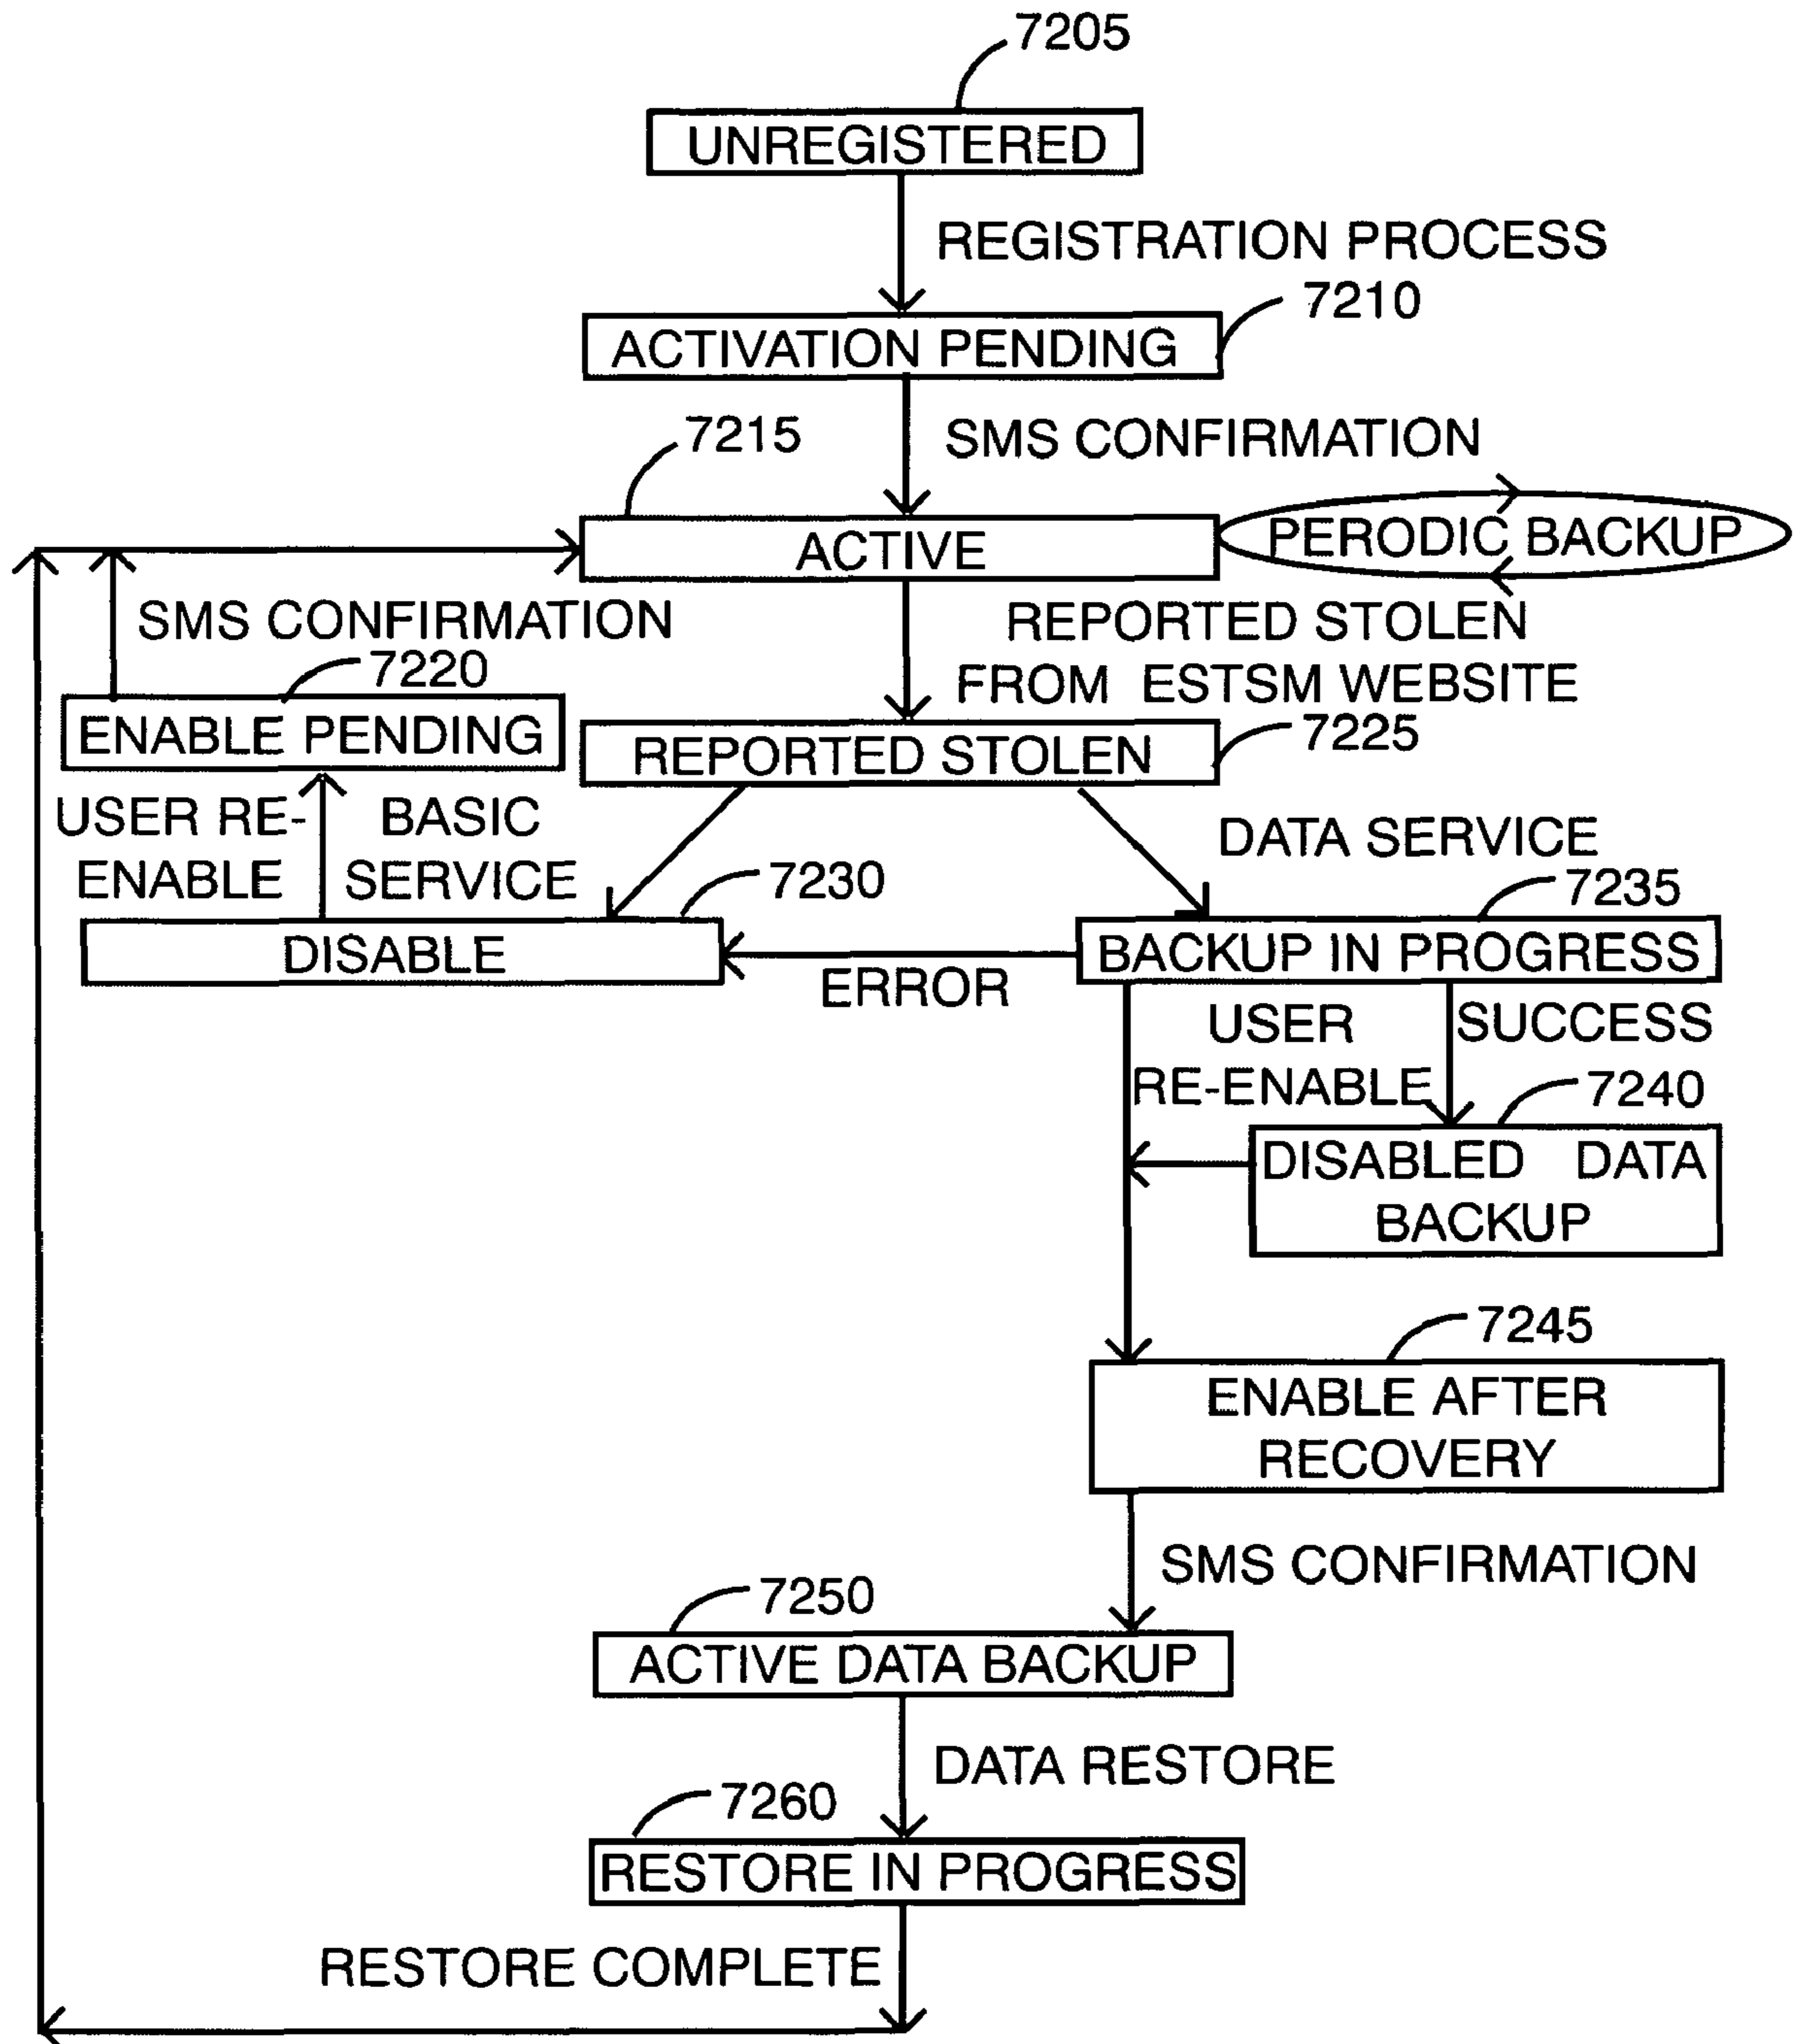 7205
UNREGISTERED
REGISTRATION PROCESS
7210
ACTIVATION PENDING
7215
SMS CONFIRMATION
ACTIVE
PERODIC BACKUP
SMS CONFIRMATION
REPORTED STOLEN
FROM ESTSM WEBSITE
7220
ENABLE PENDING
7225
REPORTED STOLEN
USER RE-
ENABLE
BASIC
SERVICE
DATA SERVICE
7230
DISABLE
7235
BACKUP IN PROGRESS
ERROR
USER
RE-ENABLE
SUCCESS
7240
DISABLED DATA
BACKUP
7245
ENABLE AFTER
RECOVERY
SMS CONFIRMATION
7250
ACTIVE DATA BACKUP
DATA RESTORE
7260
RESTORE IN PROGRESS
RESTORE COMPLETE